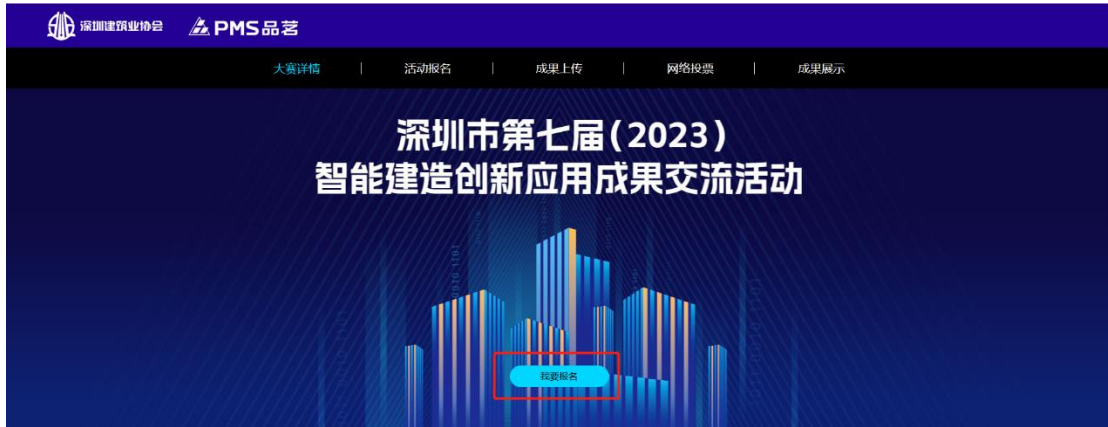 深圳建筑业协会 PMS品茗
大赛详情 | 活动报名 | 成果上传 | 网络投票 | 成果展示
深圳市第七届(2023)
智能建造创新应用成果交流活动
我要报名